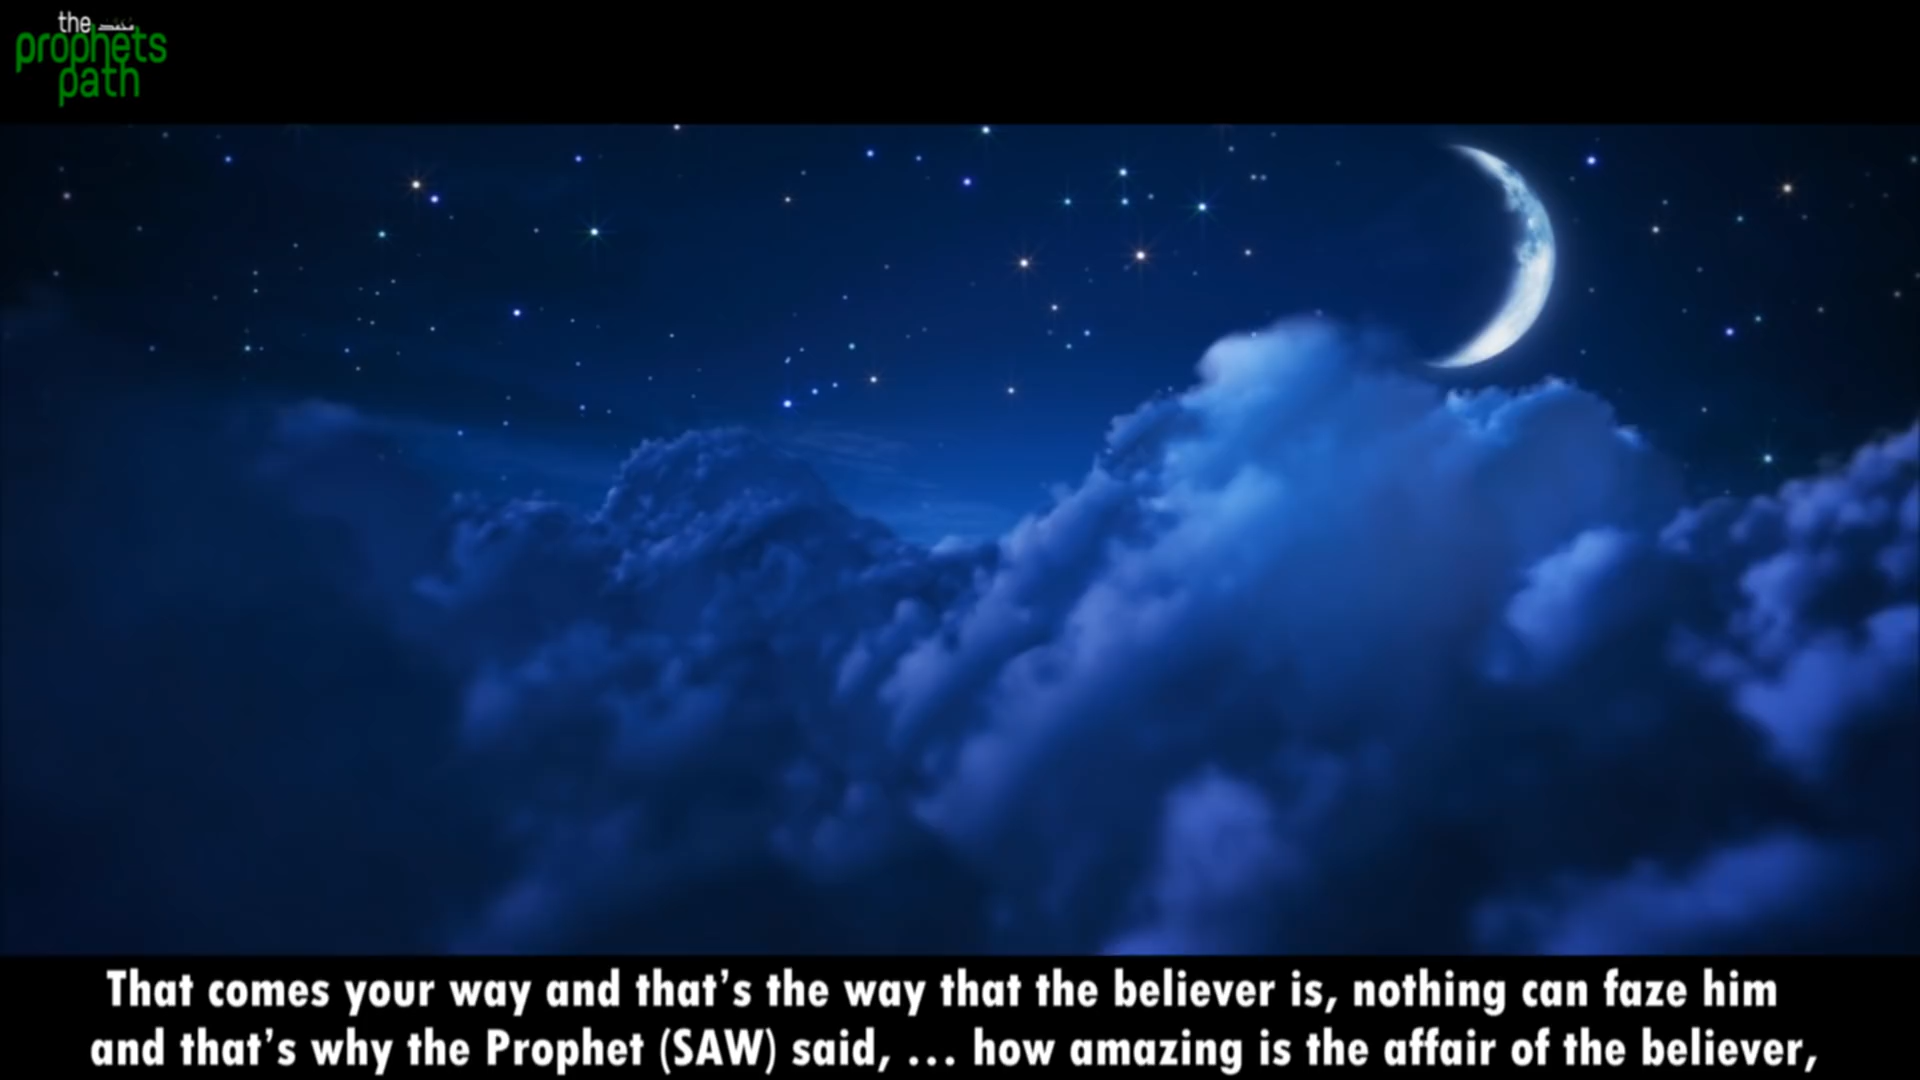 the
prophets
path
That comes your way and that's the way that the believer is, nothing can faze him
and that's why the Prophet (SAW) said, ... how amazing is the affair of the believer,